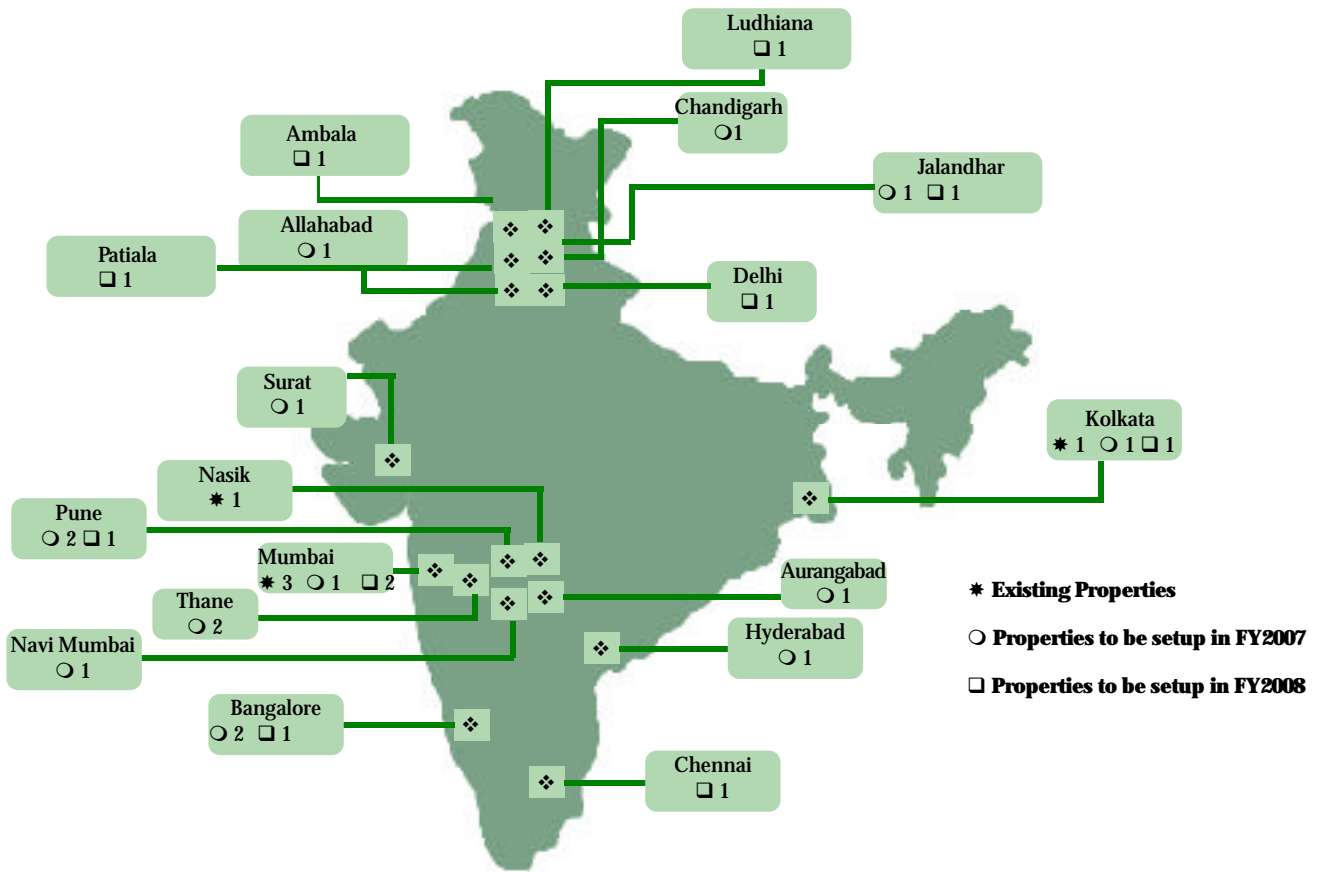 Ludhiana
❑ 1
Chandigarh
❍1
Ambala
❑ 1
Jalandhar
❍ 1 ❑ 1
Allahabad
❍ 1
Patiala
❑ 1
Delhi
❑ 1
Surat
❍ 1
Kolkata
✷ 1 ❍ 1 ❑ 1
Nasik
✷ 1
Pune
❍ 2 ❑ 1
Mumbai
✷ 3 ❍ 1 ❑ 2
Aurangabad
❍ 1
Thane
❍ 2
Hyderabad
❍ 1
Navi Mumbai
❍ 1
Bangalore
❍ 2 ❑ 1
Chennai
❑ 1
✷ Existing Properties
❍ Properties to be setup in FY2007
❑ Properties to be setup in FY2008